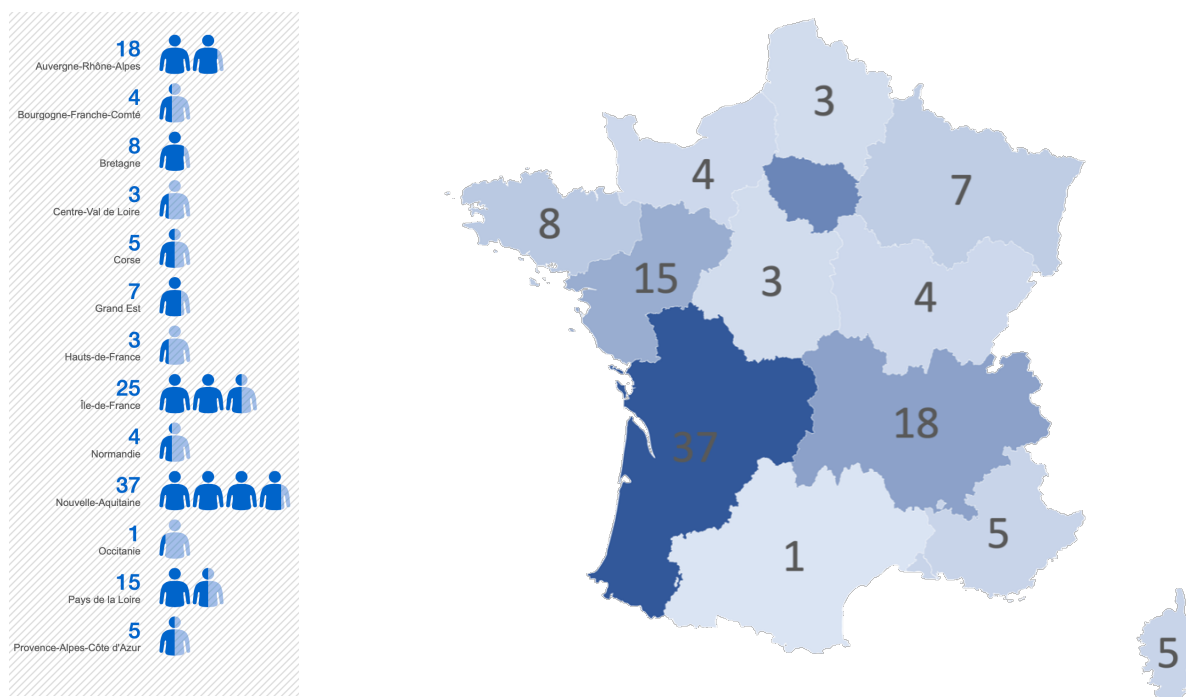 18
Auvergne-Rhône-Alpes
4
Bourgogne-Franche-Comté
8
Bretagne
3
Centre-Val de Loire
5
Corse
7
Grand Est
3
Hauts-de-France
25
Île-de-France
4
Normandie
37
Nouvelle-Aquitaine
1
Occitanie
15
Pays de la Loire
5
Provence-Alpes-Côte d'Azur
3
4
7
8
15
3
4
18
37
5
1
5